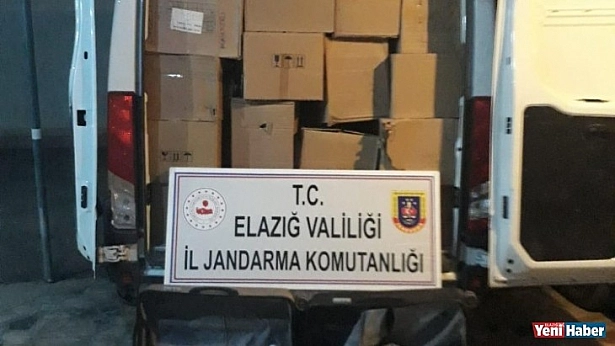 T.C.
ELAZIĞ VALİLİĞİ
İL JANDARMA KOMUTANLIĞI
Yeni Haber